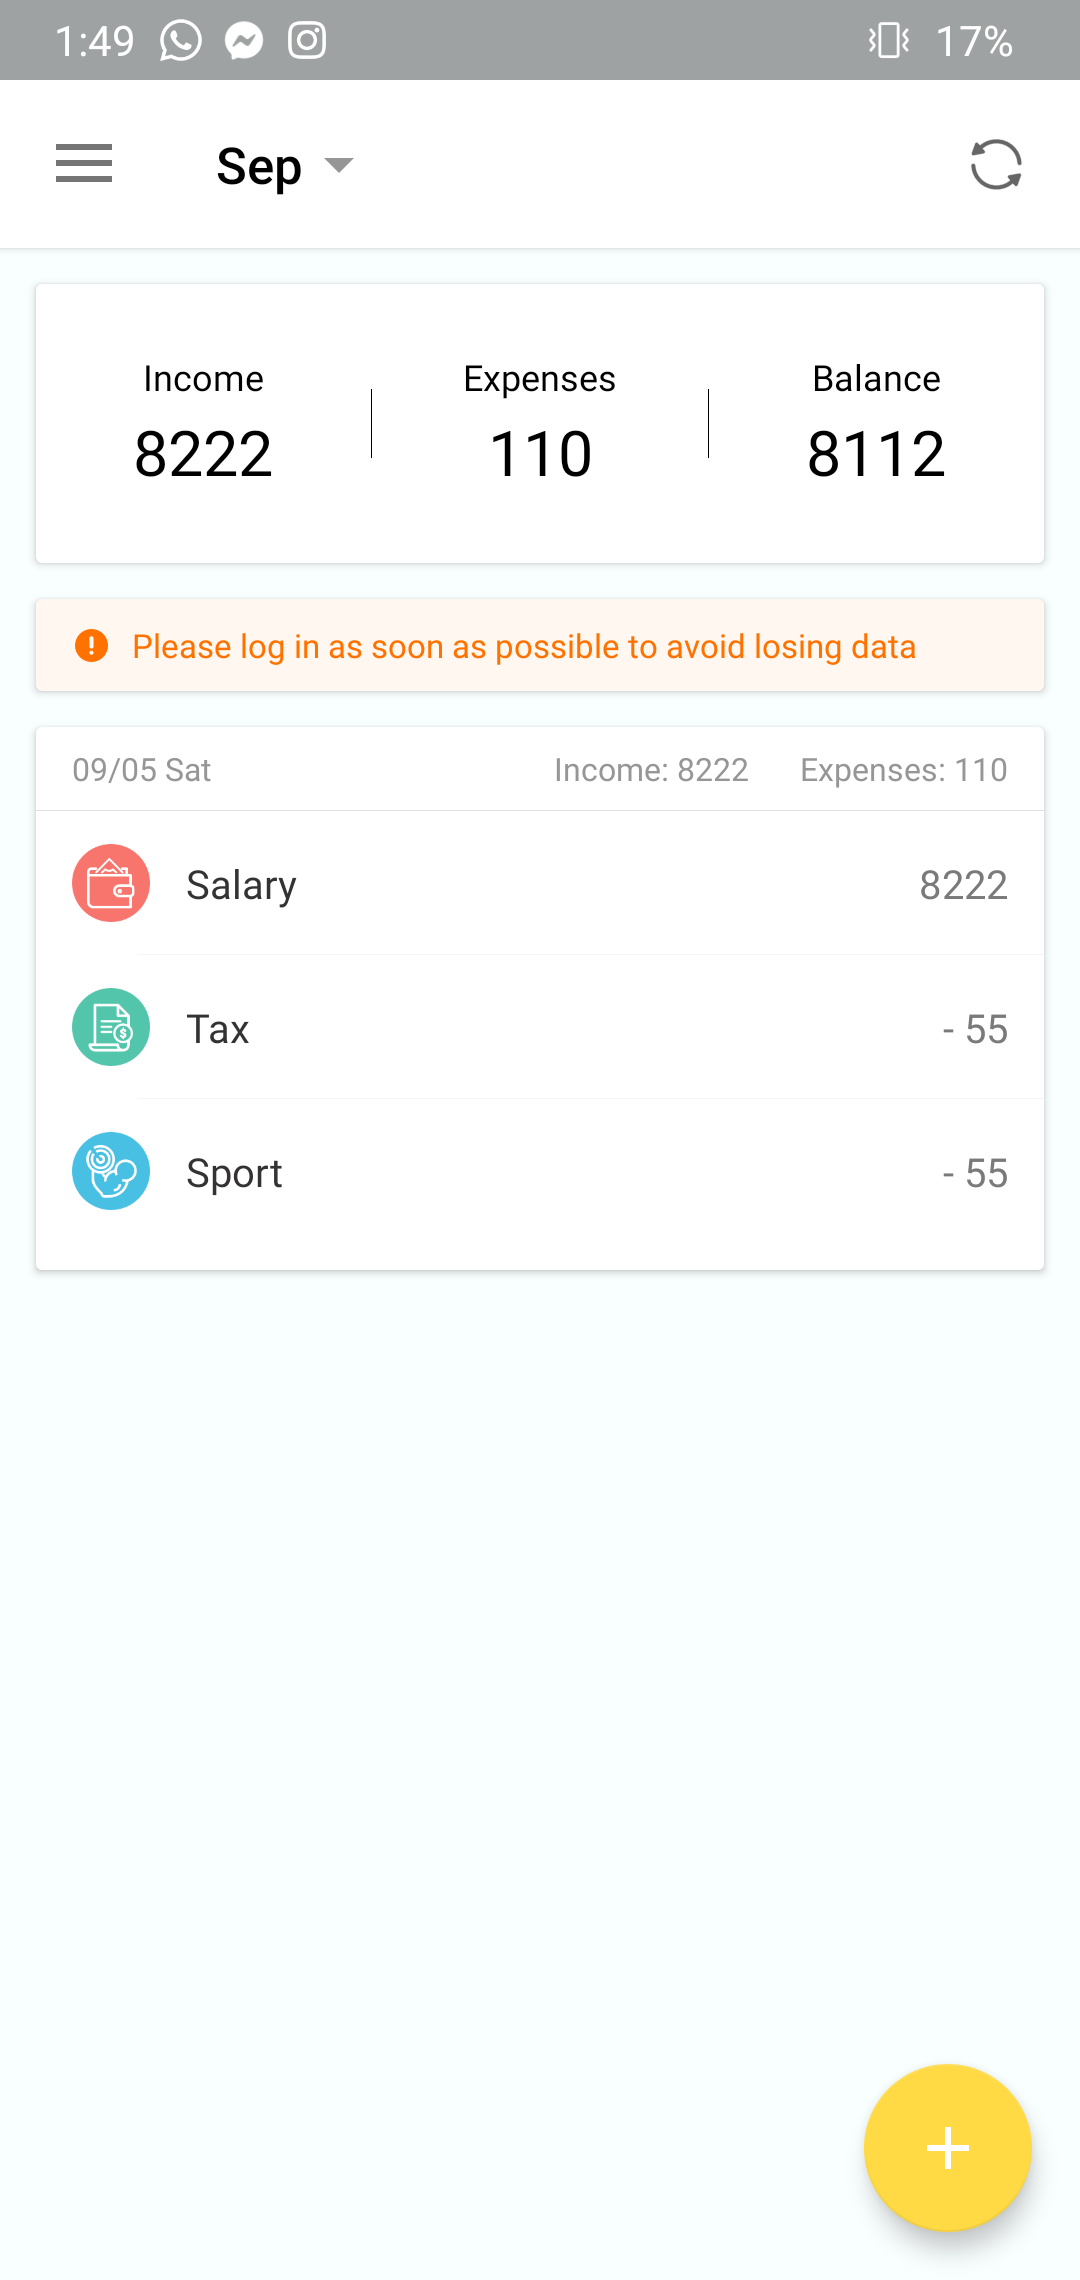 1:49 17%
Sep
Income Expenses Balance
8222 110 8112
Please log in as soon as possible to avoid losing data
09/05 Sat Income: 8222 Expenses: 110
Salary 8222
Tax - 55
Sport - 55
+